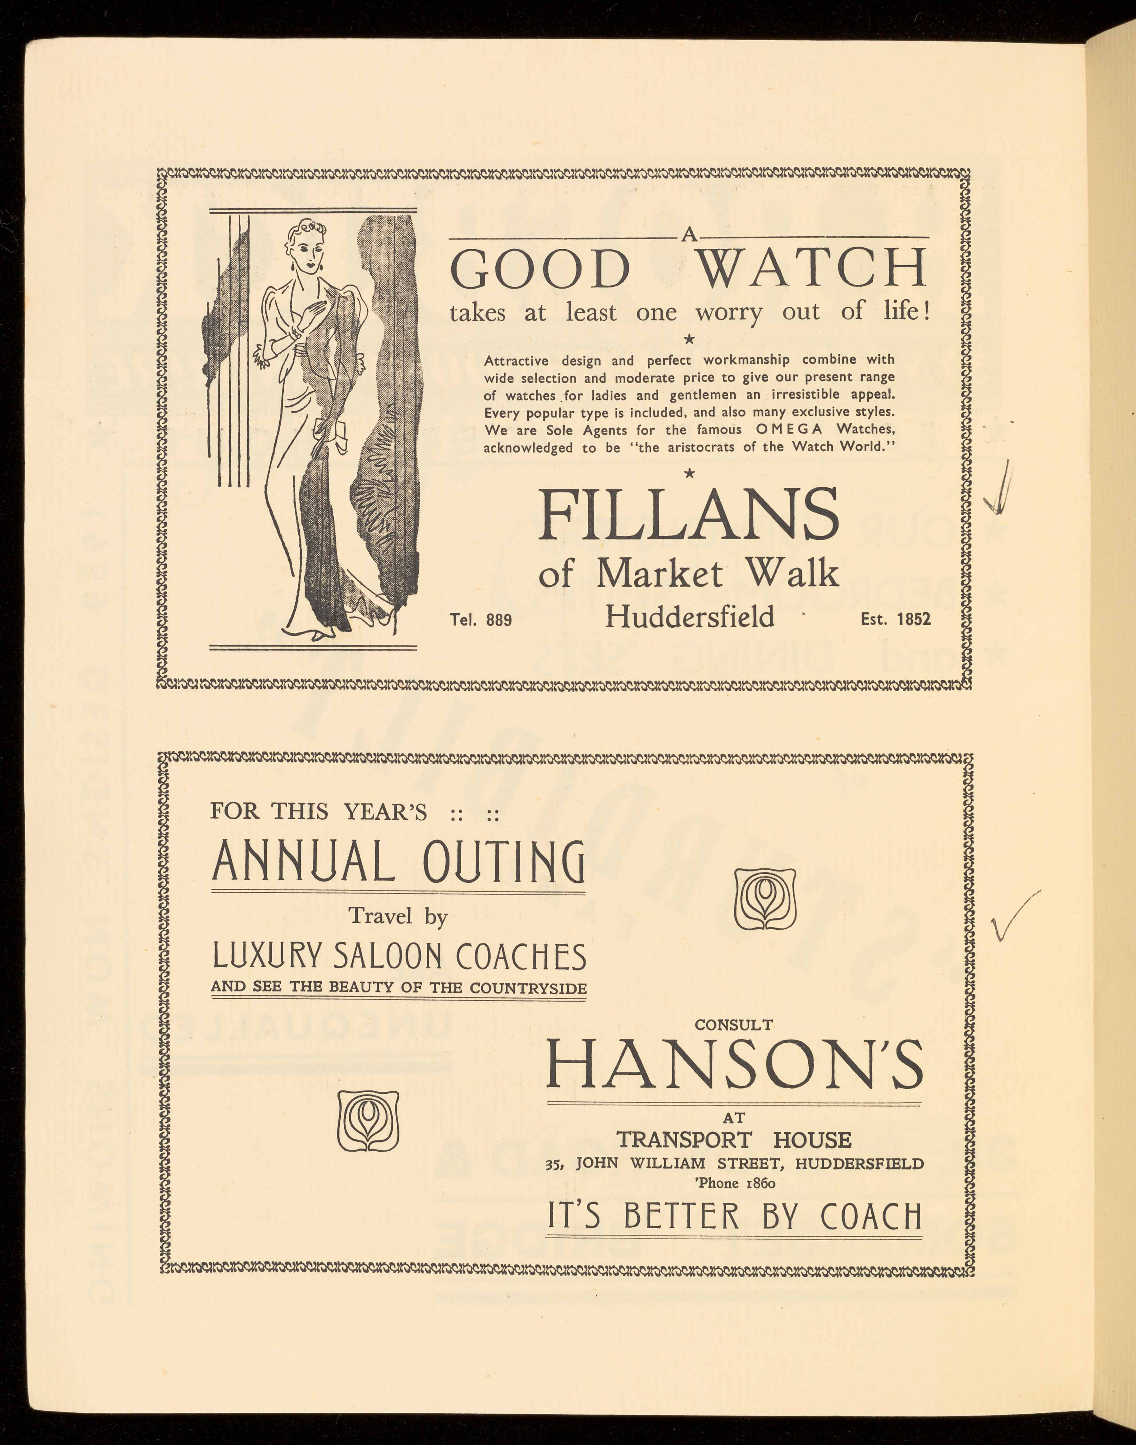 A
GOOD WATCH
takes at least one worry out of life!
★
Attractive design and perfect workmanship combine with
wide selection and moderate price to give our present range
of watches for ladies and gentlemen an irresistible appeal.
Every popular type is included, and also many exclusive styles.
We are Sole Agents for the famous OMEGA Watches,
acknowledged to be "the aristocrats of the Watch World."
★
FILLANS
of Market Walk
Tel. 889 Huddersfield Est. 1852
FOR THIS YEAR'S :: ::
ANNUAL OUTING
Travel by
LUXURY SALOON COACHES
AND SEE THE BEAUTY OF THE COUNTRYSIDE
CONSULT
HANSON'S
AT
TRANSPORT HOUSE
35, JOHN WILLIAM STREET, HUDDERSFIELD
'Phone 1860
IT'S BETTER BY COACH